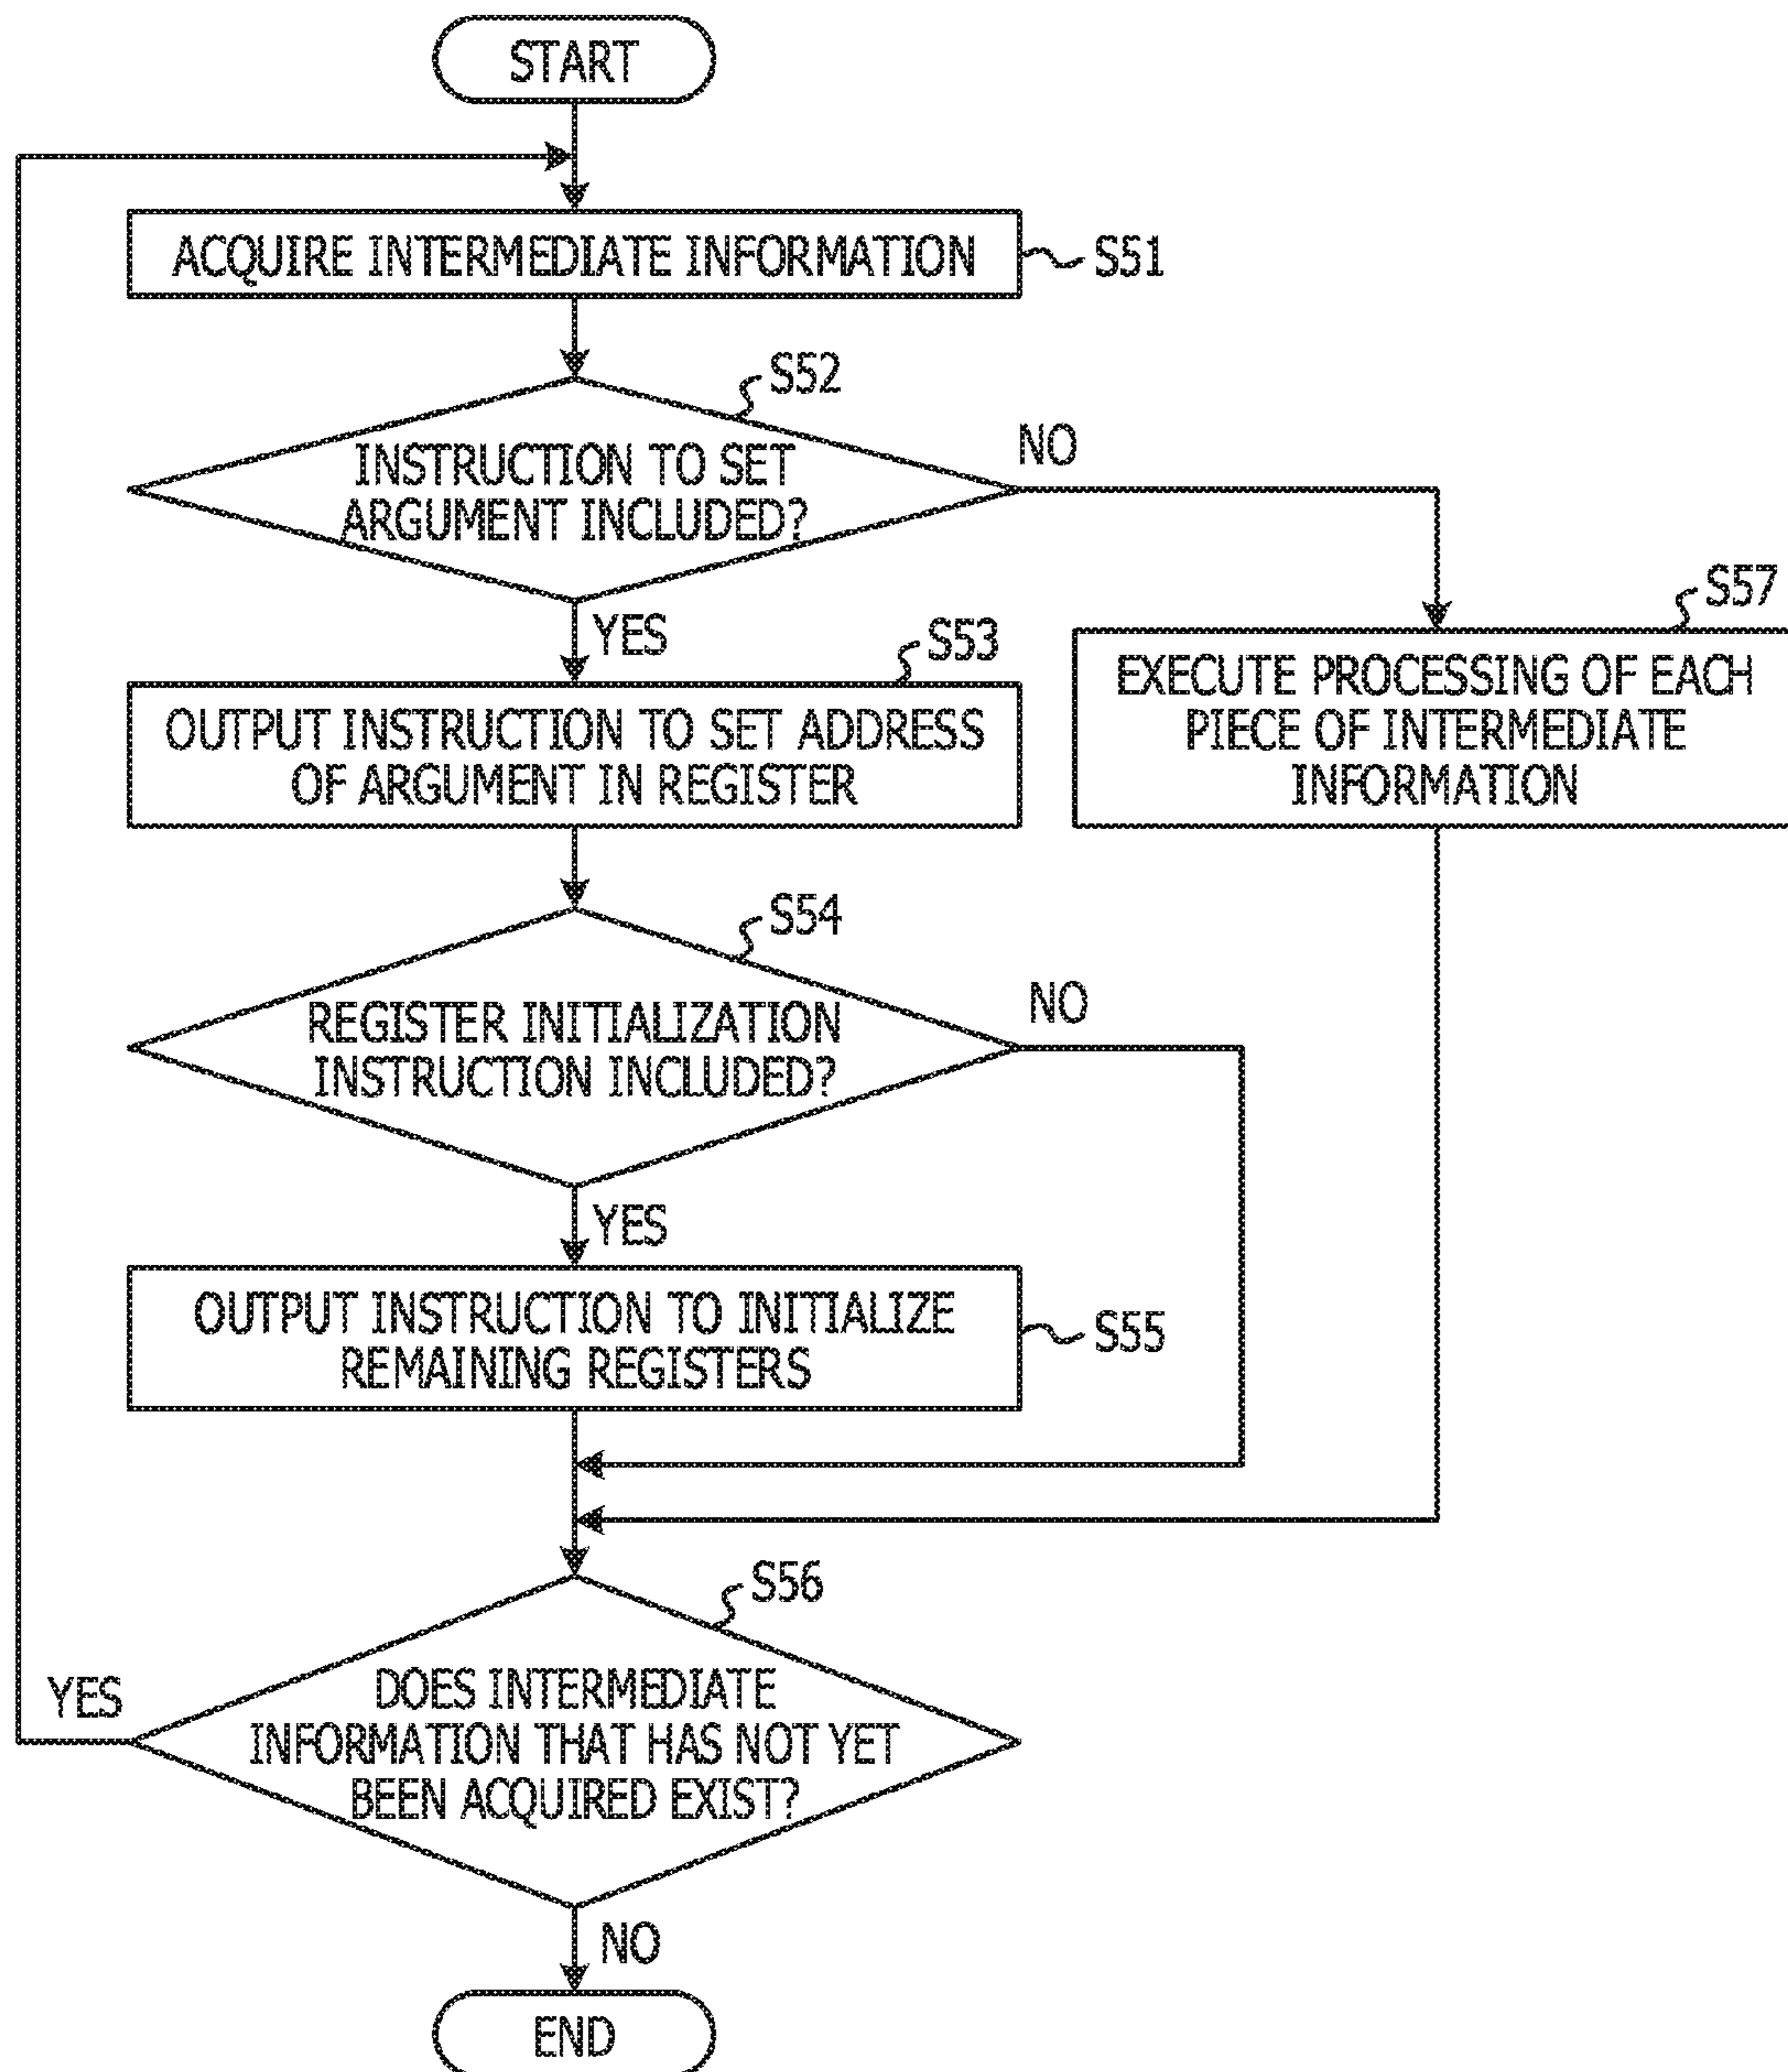 START
ACQUIRE INTERMEDIATE INFORMATION
S51
S52
INSTRUCTION TO SET
ARGUMENT INCLUDED?
NO
YES
S53
OUTPUT INSTRUCTION TO SET ADDRESS
OF ARGUMENT IN REGISTER
S57
EXECUTE PROCESSING OF EACH
PIECE OF INTERMEDIATE
INFORMATION
S54
REGISTER INITIALIZATION
INSTRUCTION INCLUDED?
NO
YES
OUTPUT INSTRUCTION TO INITIALIZE
REMAINING REGISTERS
S55
S56
DOES INTERMEDIATE
INFORMATION THAT HAS NOT YET
BEEN ACQUIRED EXIST?
YES
NO
END